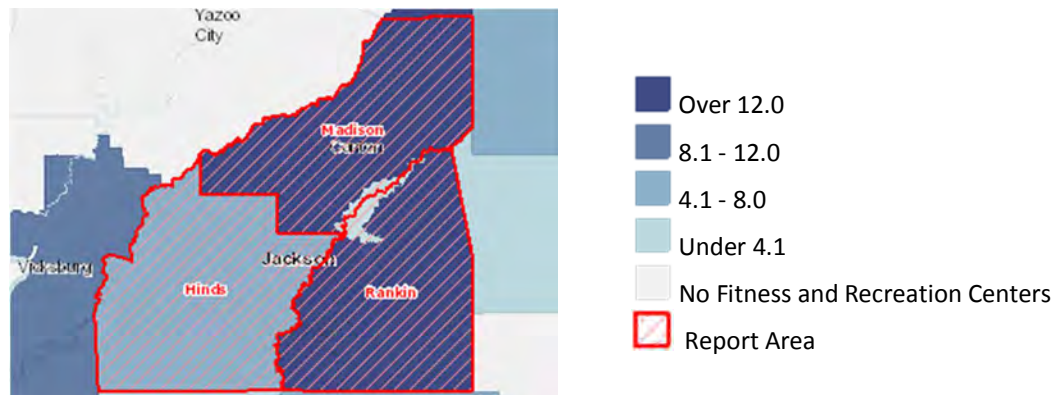 Yazoo
City
Madison
Canton
Vicksburg
Jackson
Hinds
Rankin
Over 12.0
8.1 - 12.0
4.1 - 8.0
Under 4.1
No Fitness and Recreation Centers
Report Area